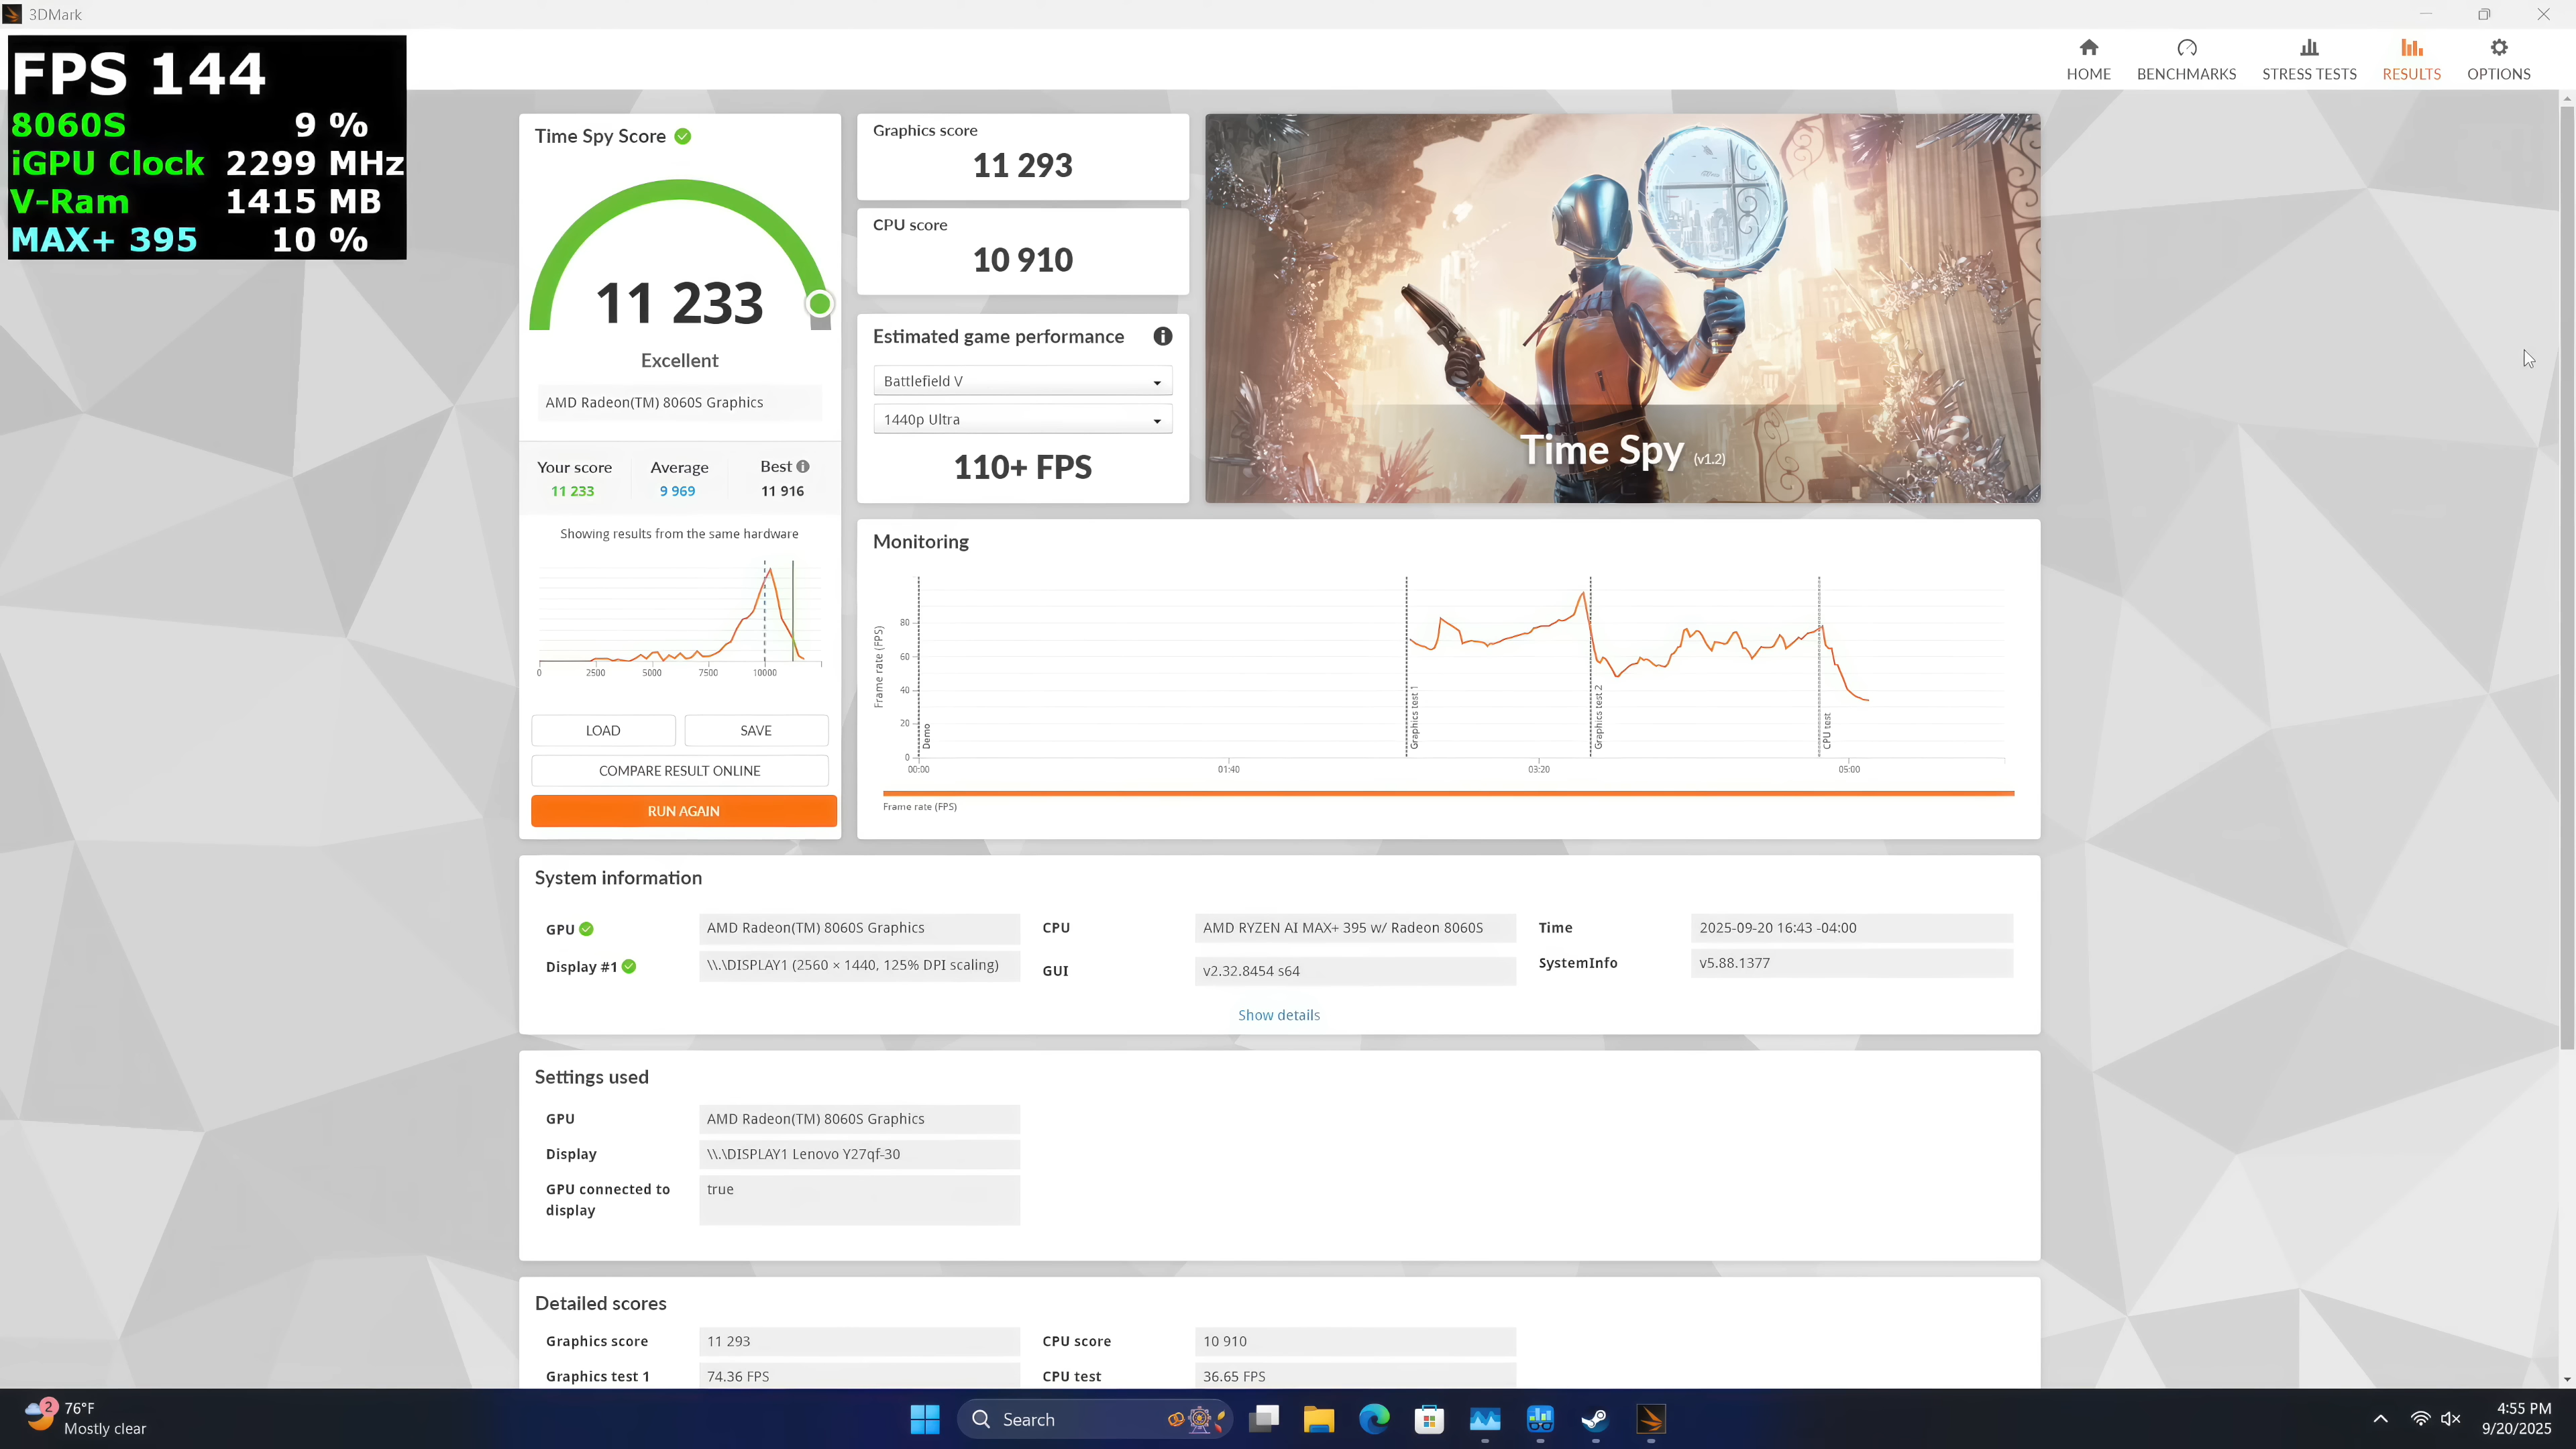 3DMark
FPS 144
8060S 9 %
iGPU Clock 2299 MHz
V-Ram 1415 MB
MAX+ 395 10 %
HOME
BENCHMARKS
STRESS TESTS
RESULTS
OPTIONS
Time Spy Score
11 233
Excellent
AMD Radeon(TM) 8060S Graphics
Your score Average Best
11 233 9 969 11 916
Showing results from the same hardware
0 2500 5000 7500 10000
LOAD
SAVE
COMPARE RESULT ONLINE
RUN AGAIN
Graphics score
11 293
CPU score
10 910
Estimated game performance
Battlefield V
1440p Ultra
110+ FPS
Time Spy (v1.2)
Monitoring
Frame rate (FPS)
80
60
40
20
0
Demo
Graphics test 1
Graphics test 2
CPU test
00:00 01:40 03:20 05:00
Frame rate (FPS)
System information
GPU AMD Radeon(TM) 8060S Graphics
Display #1 \\.\DISPLAY1 (2560 × 1440, 125% DPI scaling)
CPU AMD RYZEN AI MAX+ 395 w/ Radeon 8060S
GUI v2.32.8454 s64
Time 2025-09-20 16:43 -04:00
SystemInfo v5.88.1377
Show details
Settings used
GPU AMD Radeon(TM) 8060S Graphics
Display \\.\DISPLAY1 Lenovo Y27qf-30
GPU connected to true
display
Detailed scores
Graphics score 11 293 CPU score 10 910
Graphics test 1 74.36 FPS CPU test 36.65 FPS
2
76°F
Mostly clear
Search
4:55 PM
9/20/2025